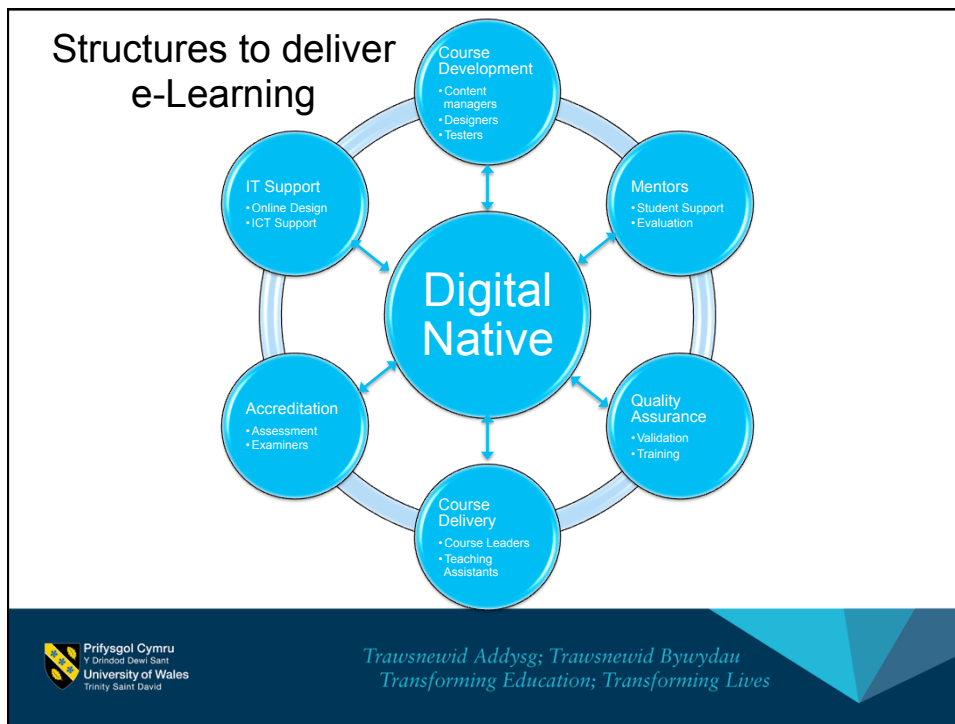 Structures to deliver
e-Learning
Course
Development
• Content
managers
• Designers
• Testers
Mentors
• Student Support
• Evaluation
Quality
Assurance
• Validation
• Training
Course
Delivery
• Course Leaders
• Teaching
Assistants
Accreditation
• Assessment
• Examiners
IT Support
• Online Design
• ICT Support
Digital
Native
Prifysgol Cymru
Y Drindod Dewi Sant
University of Wales
Trinity Saint David
Trawsnewid Addysg; Trawsnewid Bywydau
Transforming Education; Transforming Lives